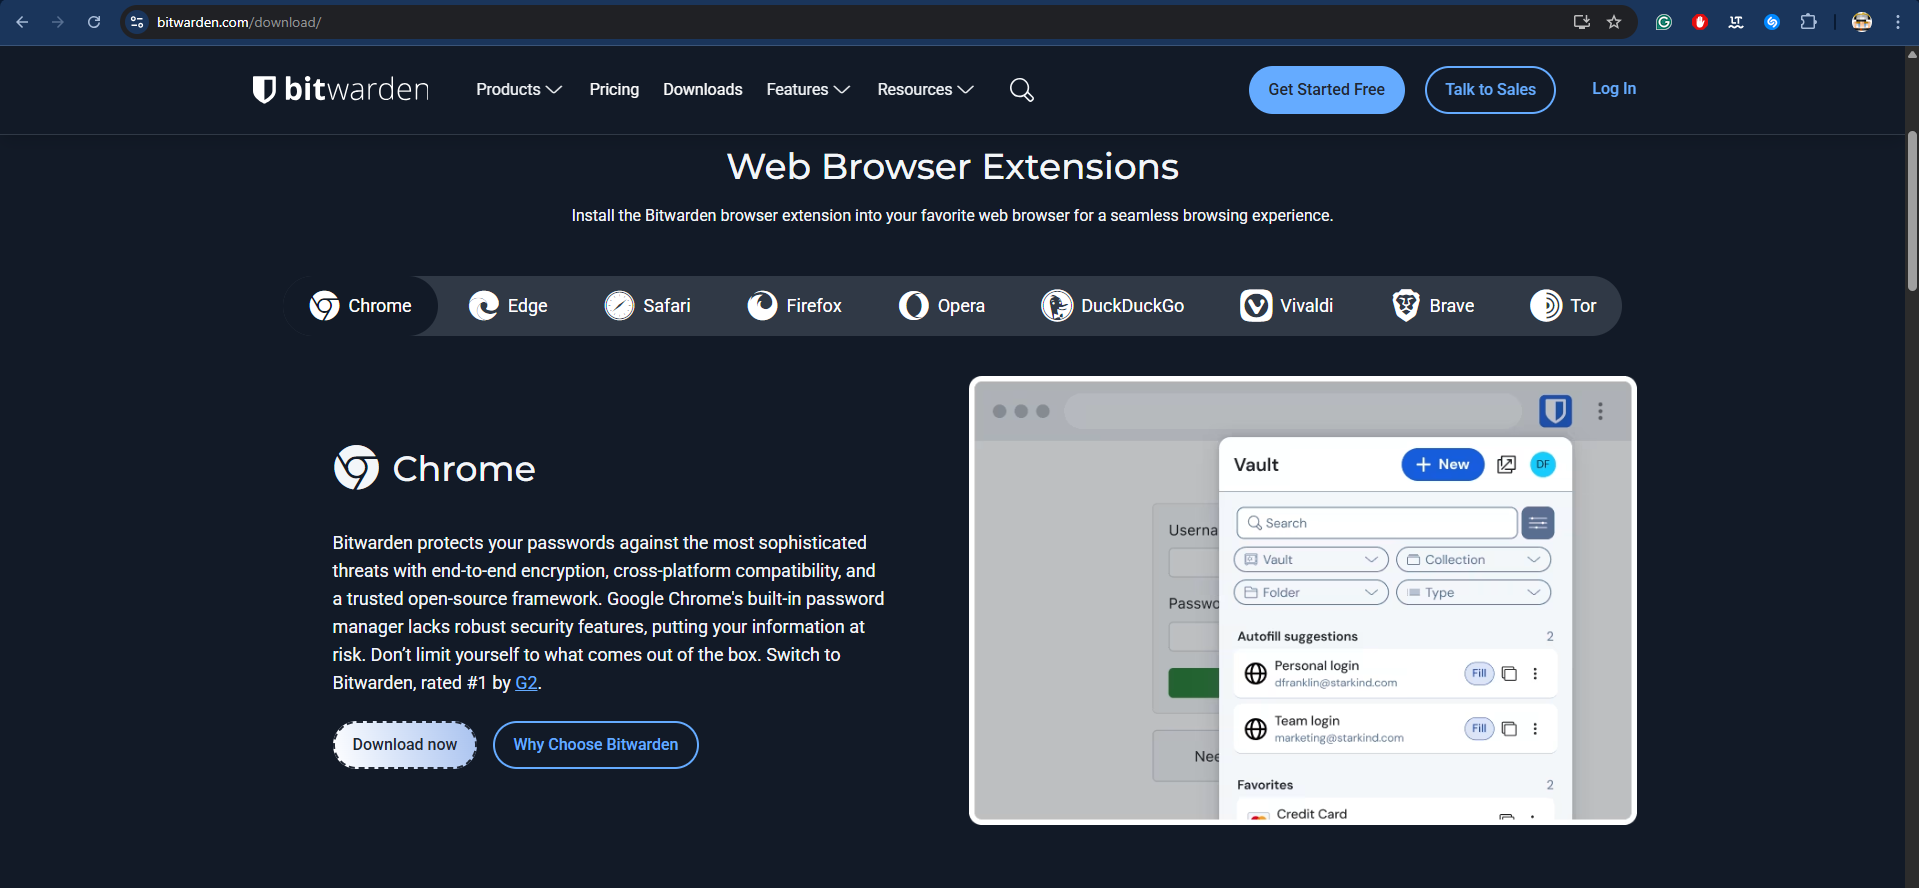 bitwarden.com/download/
bitwarden
Products
Pricing
Downloads
Features
Resources
Get Started Free
Talk to Sales
Log In
Web Browser Extensions
Install the Bitwarden browser extension into your favorite web browser for a seamless browsing experience.
Chrome
Edge
Safari
Firefox
Opera
DuckDuckGo
Vivaldi
Brave
Tor
Chrome
Bitwarden protects your passwords against the most sophisticated
threats with end-to-end encryption, cross-platform compatibility, and
a trusted open-source framework. Google Chrome's built-in password
manager lacks robust security features, putting your information at
risk. Don’t limit yourself to what comes out of the box. Switch to
Bitwarden, rated #1 by G2.
Download now
Why Choose Bitwarden
Userna
Passwo
Nee
Vault
+ New
DF
Search
Vault
Collection
Folder
Type
Autofill suggestions 2
Personal login
dfranklin@starkind.com
Fill
Team login
marketing@starkind.com
Fill
Favorites 2
Credit Card